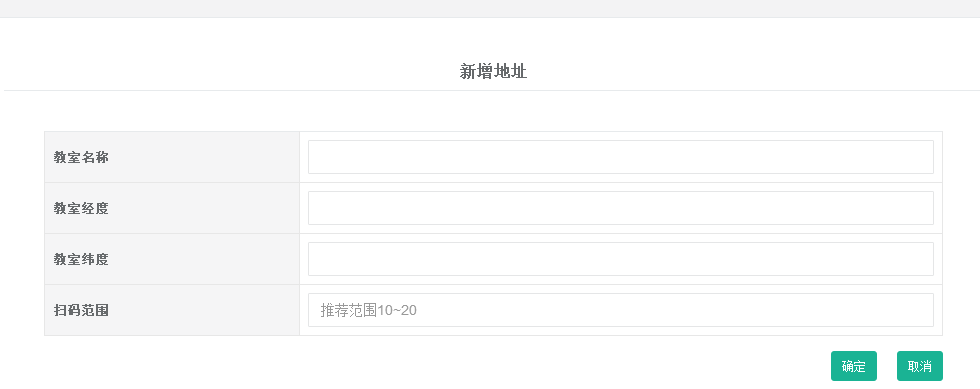 新增地址
教室名称
教室经度
教室纬度
扫码范围
推荐范围10~20
确定
取消